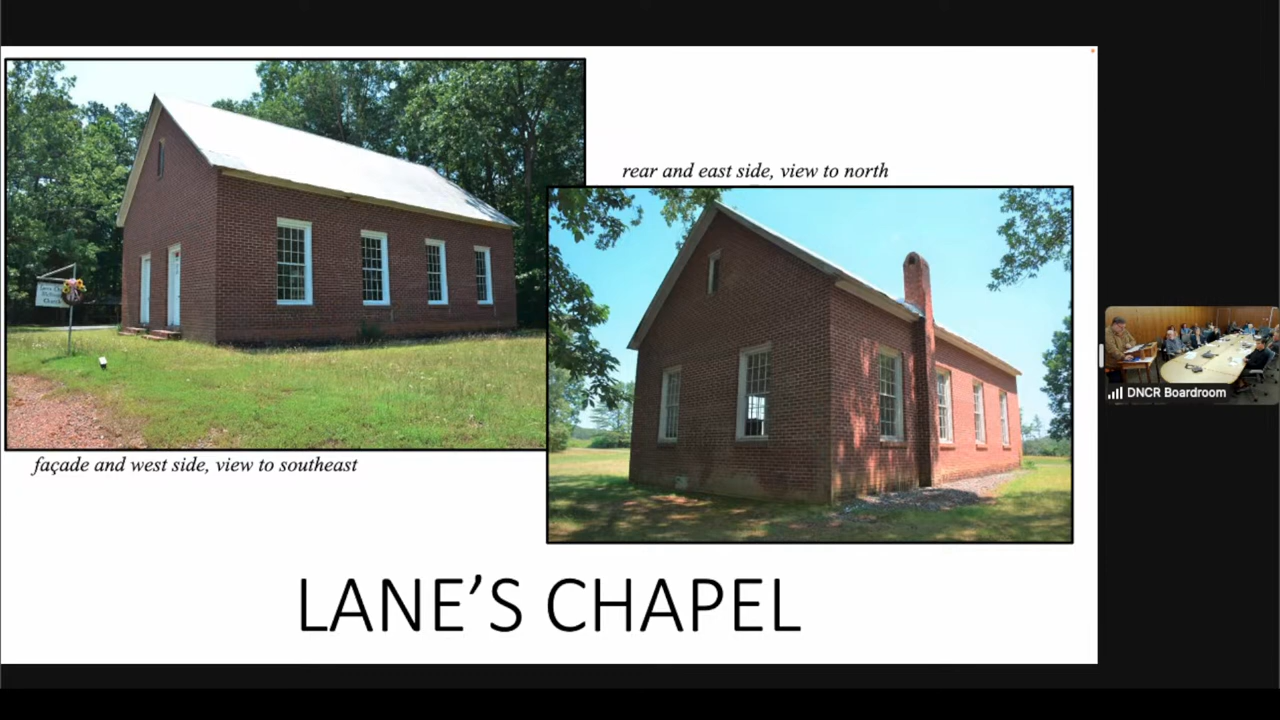 rear and east side, view to north
façade and west side, view to southeast
LANE’S CHAPEL
DNCR Boardroom